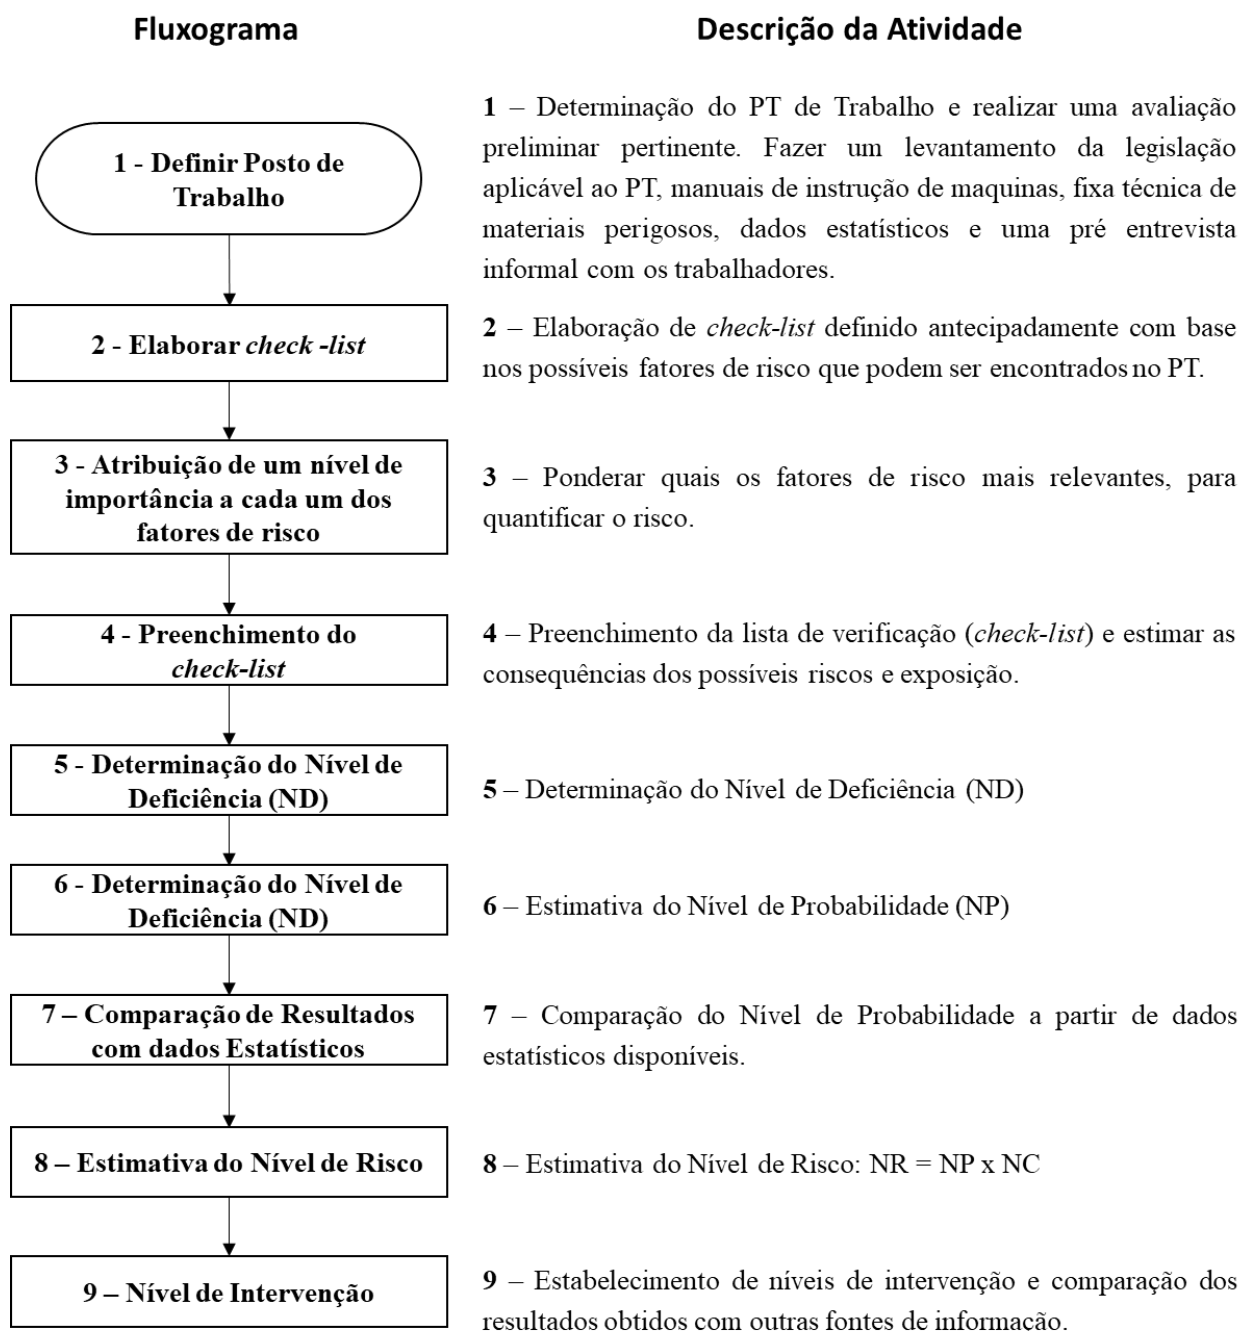 Fluxograma
Descrição da Atividade
1 - Definir Posto de
Trabalho
1 – Determinação do PT de Trabalho e realizar uma avaliação
preliminar pertinente. Fazer um levantamento da legislação
aplicável ao PT, manuais de instrução de maquinas, fixa técnica de
materiais perigosos, dados estatísticos e uma pré entrevista
informal com os trabalhadores.
2 - Elaborar check -list
2 – Elaboração de check-list definido antecipadamente com base
nos possíveis fatores de risco que podem ser encontrados no PT.
3 - Atribuição de um nível de
importância a cada um dos
fatores de risco
3 – Ponderar quais os fatores de risco mais relevantes, para
quantificar o risco.
4 - Preenchimento do
check-list
4 – Preenchimento da lista de verificação (check-list) e estimar as
consequências dos possíveis riscos e exposição.
5 - Determinação do Nível de
Deficiência (ND)
5 – Determinação do Nível de Deficiência (ND)
6 - Determinação do Nível de
Deficiência (ND)
6 – Estimativa do Nível de Probabilidade (NP)
7 – Comparação de Resultados
com dados Estatísticos
7 – Comparação do Nível de Probabilidade a partir de dados
estatísticos disponíveis.
8 – Estimativa do Nível de Risco
8 – Estimativa do Nível de Risco: NR = NP x NC
9 – Nível de Intervenção
9 – Estabelecimento de níveis de intervenção e comparação dos
resultados obtidos com outras fontes de informação.